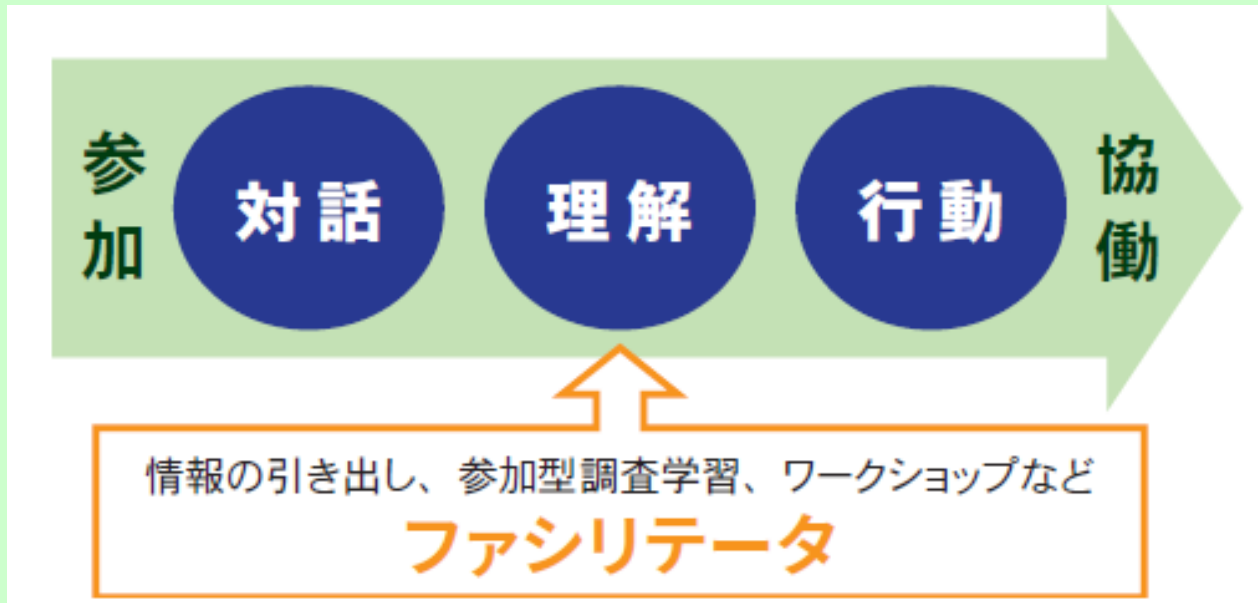 参加
対話
理解
行動
協働
情報の引き出し、参加型調査学習、ワークショップなど
ファシリテータ